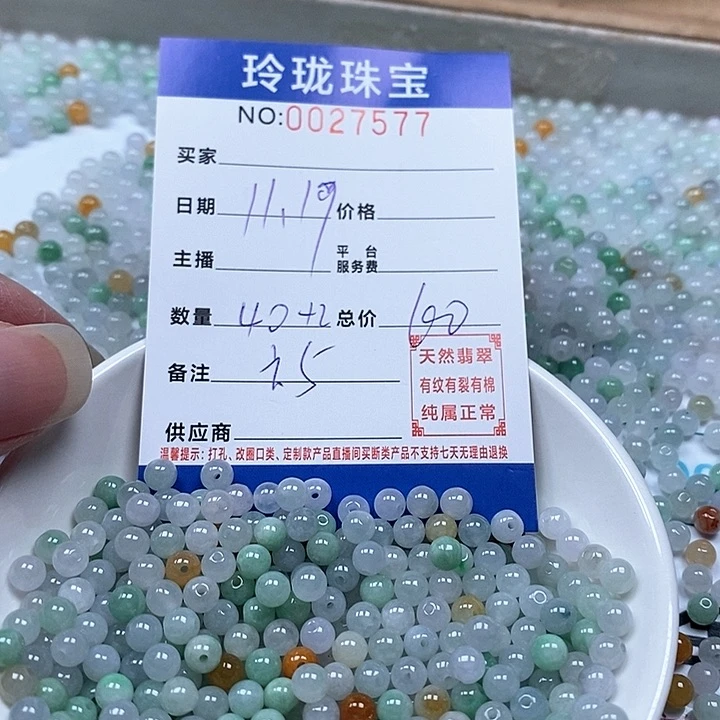 玲珑珠宝
NO:0027577
买家
日期 11.19 价格
主播 平台服务费
数量 40+2 总价
备注
天然翡翠
有纹有裂有棉
纯属正常
供应商
温馨提示：打孔、改圈口类、定制款产品直播间买断类产品不支持七天无理由退换